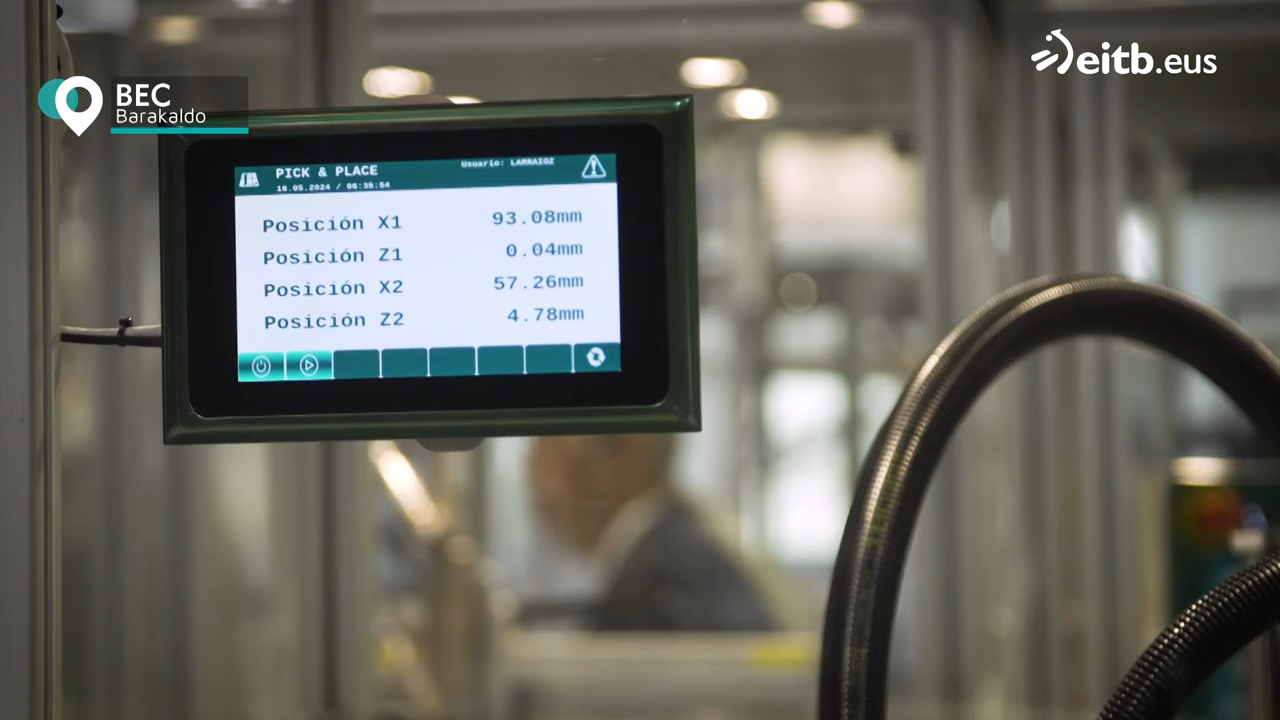 BEC
Barakaldo
eitb.eus
PICK & PLACE
Usuario: LARRAIOZ
16.05.2024 / 06:35:54
Posición X1 93.08mm
Posición Z1 0.04mm
Posición X2 57.26mm
Posición Z2 4.78mm